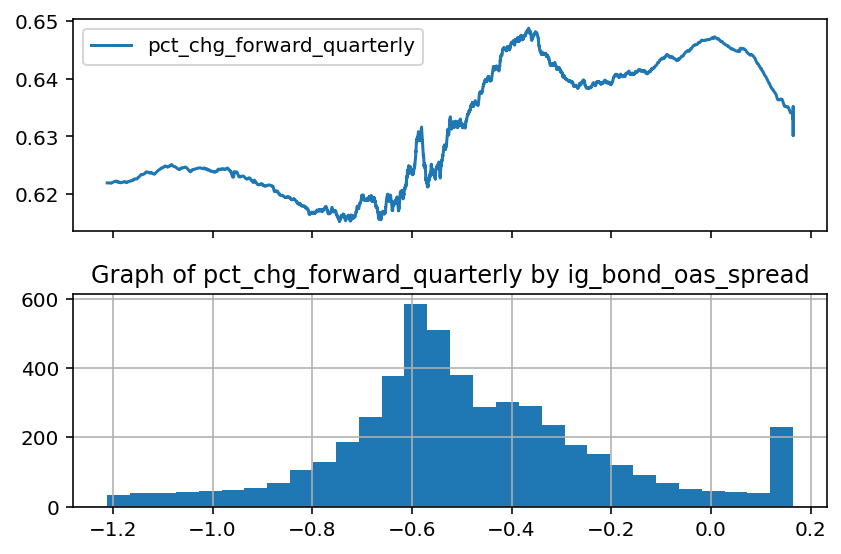 0.65
0.64
0.63
0.62
pct_chg_forward_quarterly
Graph of pct_chg_forward_quarterly by ig_bond_oas_spread
600
400
200
0
−1.2 −1.0 −0.8 −0.6 −0.4 −0.2 0.0 0.2